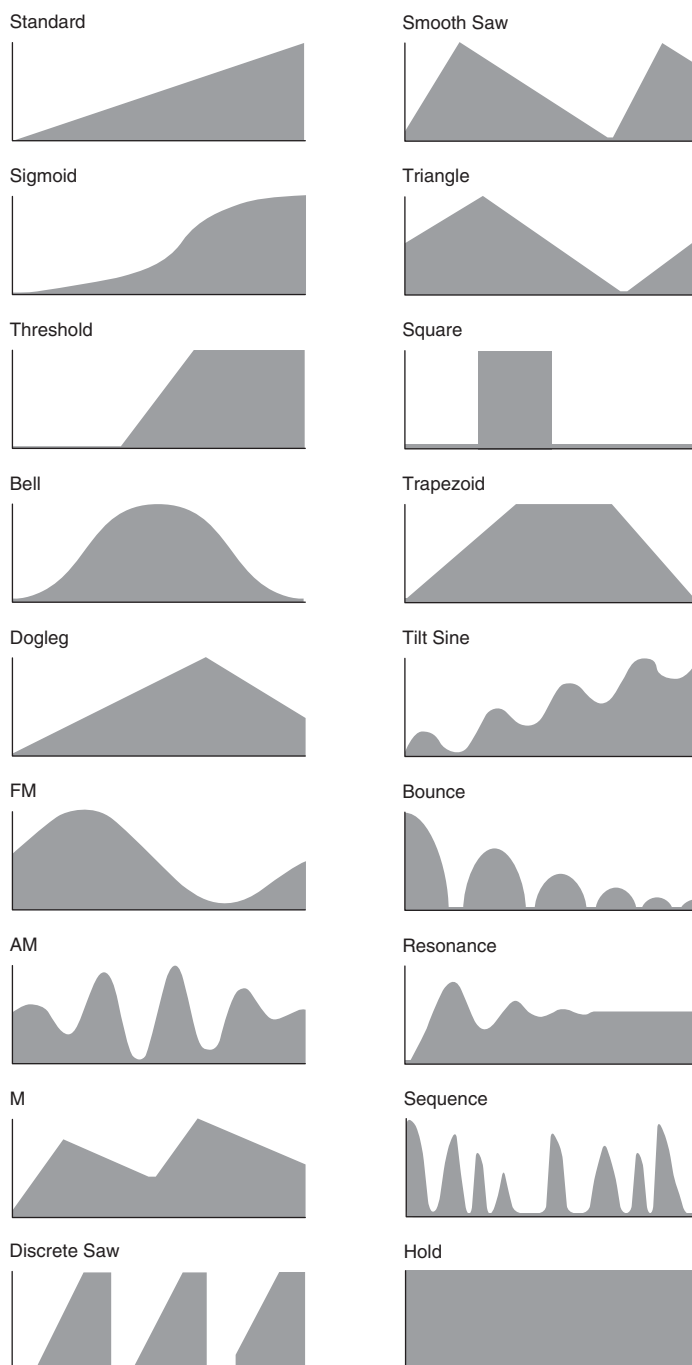 Standard
Smooth Saw
Sigmoid
Triangle
Threshold
Square
Bell
Trapezoid
Dogleg
Tilt Sine
FM
Bounce
AM
Resonance
M
Sequence
Discrete Saw
Hold